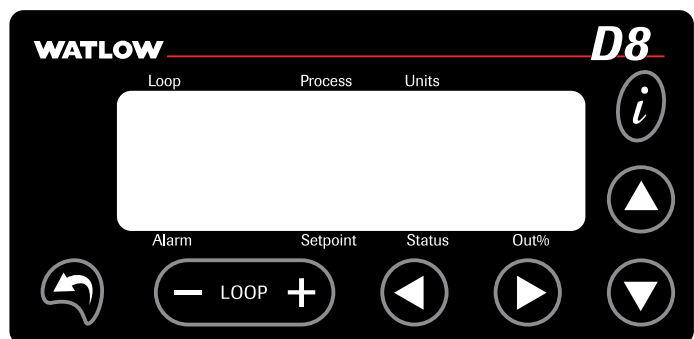 WATLOW D8
Loop Process Units
i
Alarm Setpoint Status Out%
− LOOP +